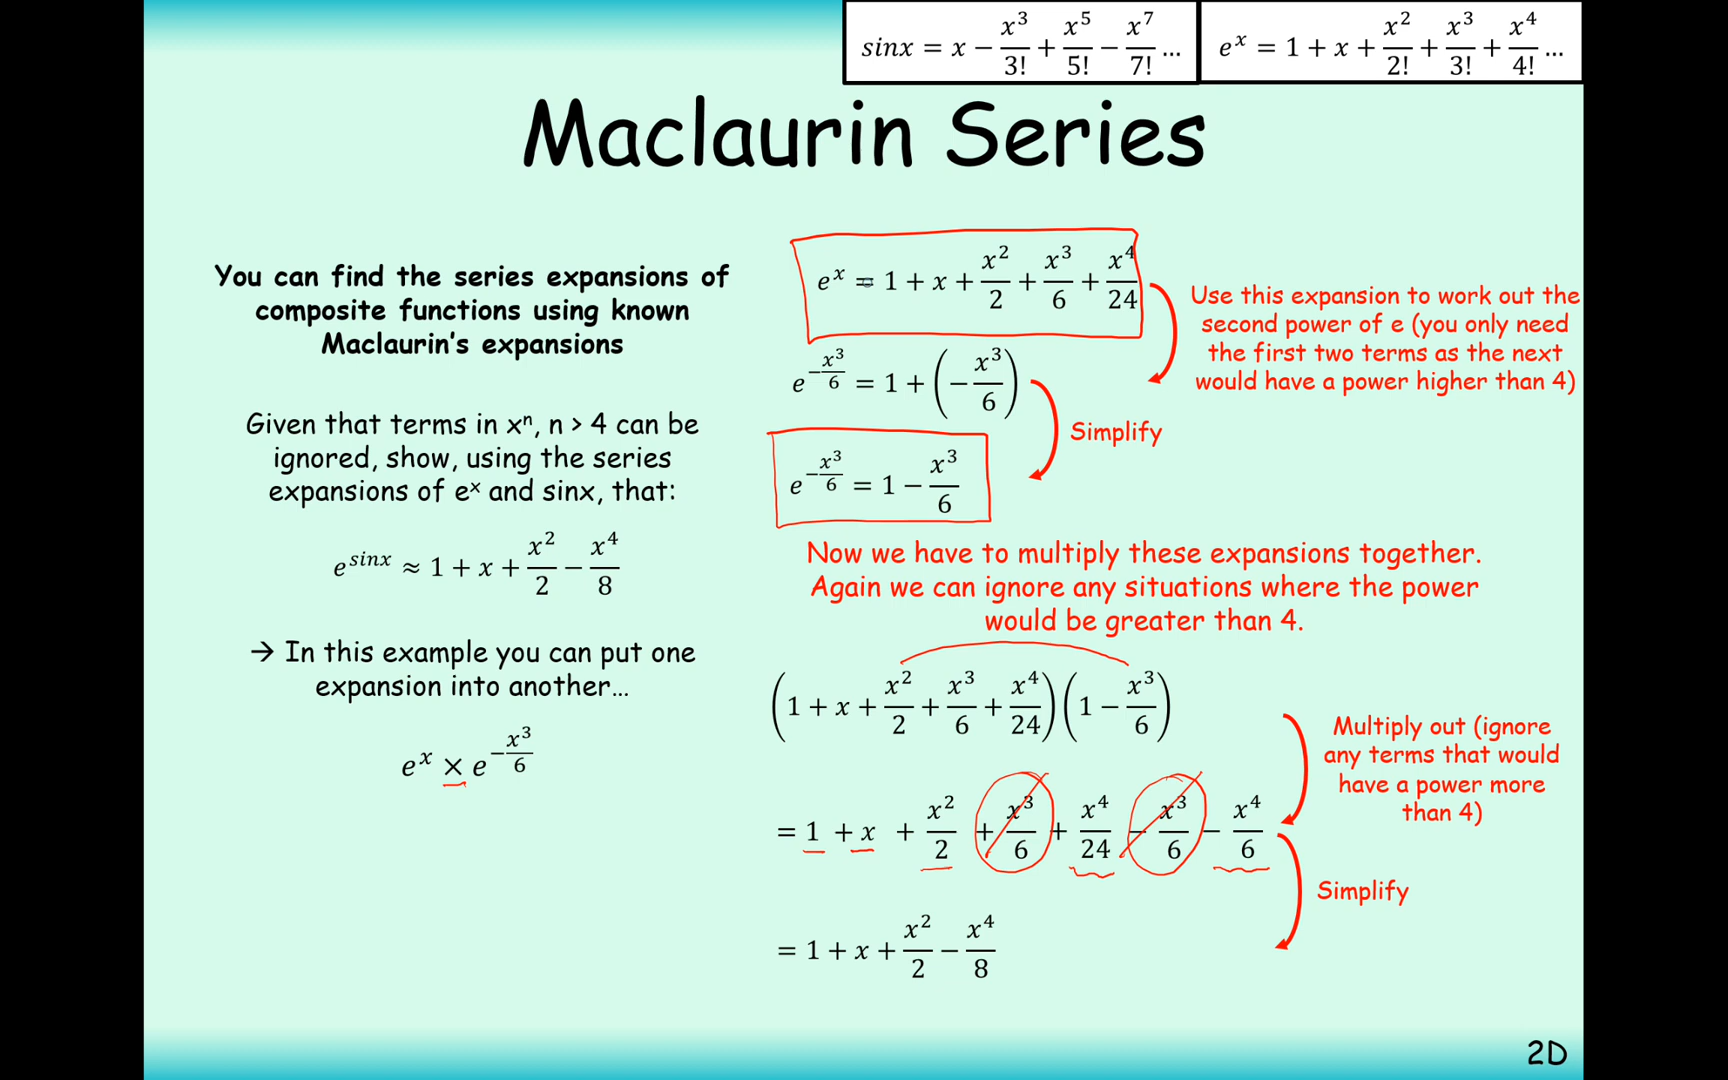 sinx = x − x³/3! + x⁵/5! − x⁷/7! …
eˣ = 1 + x + x²/2! + x³/3! + x⁴/4! …
Maclaurin Series
You can find the series expansions of
composite functions using known
Maclaurin's expansions
Given that terms in xⁿ, n > 4 can be
ignored, show, using the series
expansions of eˣ and sinx, that:
e^(sinx) ≈ 1 + x + x²/2 − x⁴/8
→ In this example you can put one
expansion into another…
eˣ × e^(−x³/6)
eˣ = 1 + x + x²/2 + x³/6 + x⁴/24
Use this expansion to work out the
second power of e (you only need
the first two terms as the next
would have a power higher than 4)
e^(−x³/6) = 1 + (−x³/6)
Simplify
e^(−x³/6) = 1 − x³/6
Now we have to multiply these expansions together.
Again we can ignore any situations where the power
would be greater than 4.
(1 + x + x²/2 + x³/6 + x⁴/24)(1 − x³/6)
Multiply out (ignore
any terms that would
have a power more
than 4)
= 1 + x + x²/2 + x³/6 + x⁴/24 − x³/6 − x⁴/6
Simplify
= 1 + x + x²/2 − x⁴/8
2D